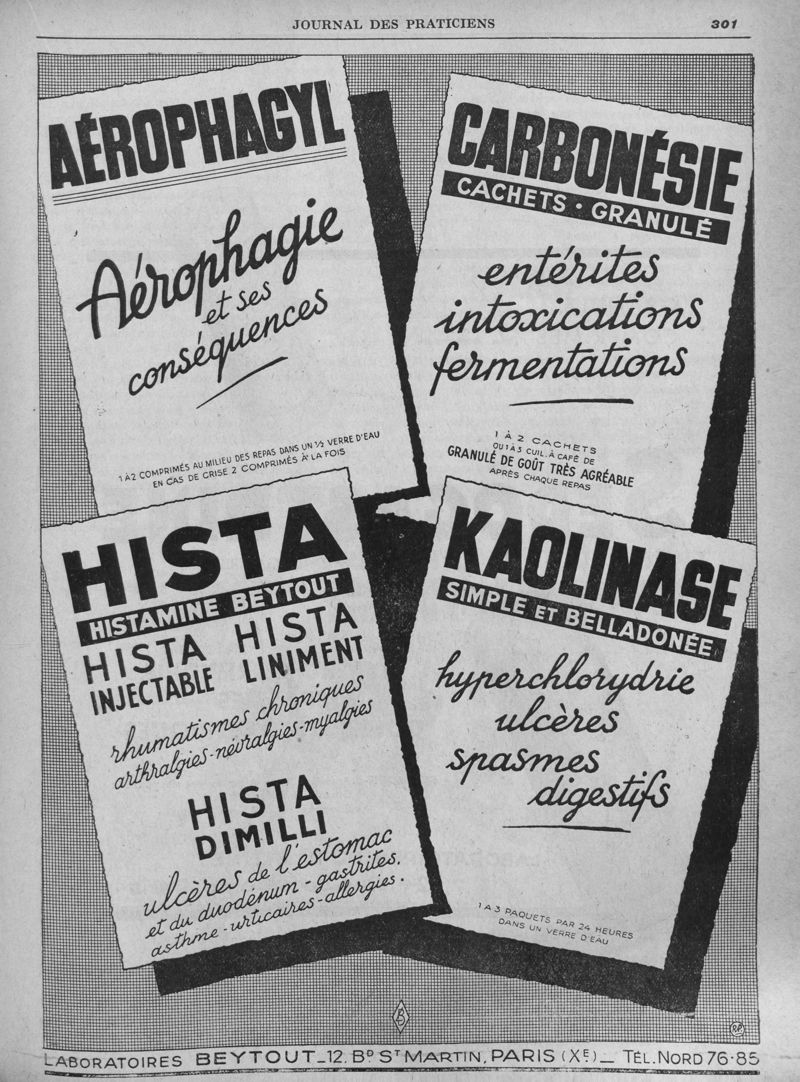 JOURNAL DES PRATICIENS
301
AÉROPHAGYL
Aérophagie
et ses
conséquences
1 À 2 COMPRIMÉS AU MILIEU DES REPAS DANS UN 1/2 VERRE D'EAU
EN CAS DE CRISE 2 COMPRIMÉS À LA FOIS
CARBONÉSIE
CACHETS · GRANULÉ
entérites
intoxications
fermentations
1 À 2 CACHETS
OU 1 À 3 CUIL. À CAFÉ DE
GRANULÉ DE GOÛT TRÈS AGRÉABLE
APRÈS CHAQUE REPAS
HISTA
HISTAMINE BEYTOUT
HISTA
INJECTABLE
HISTA
LINIMENT
rhumatismes chroniques
arthralgies - névralgies - myalgies
HISTA
DIMILLI
ulcères de l'estomac
et du duodénum - gastrites.
asthme - urticaires - allergies.
KAOLINASE
SIMPLE ET BELLADONÉE
hyperchlorydrie
ulcères
spasmes
digestifs
1 A 3 PAQUETS PAR 24 HEURES
DANS UN VERRE D'EAU
B
LABORATOIRES BEYTOUT_12, BD ST MARTIN, PARIS (XE)_ TÉL. NORD 76-85